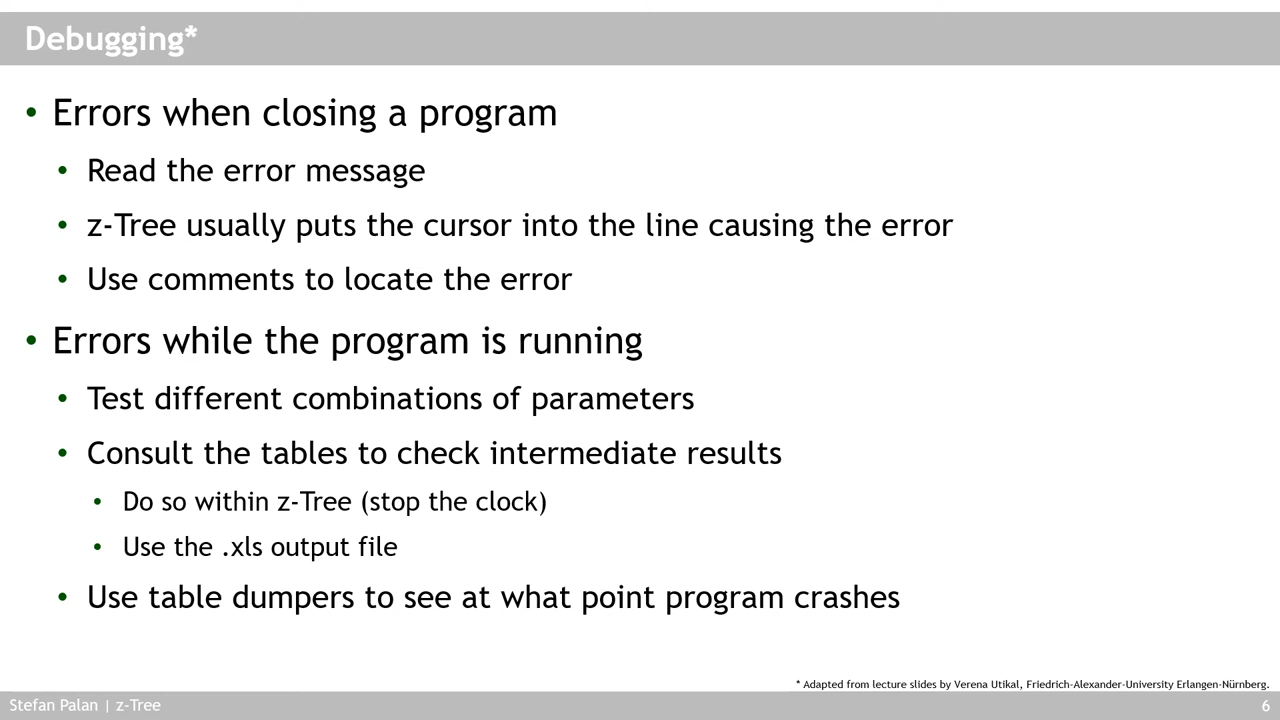 Debugging*
• Errors when closing a program
• Read the error message
• z-Tree usually puts the cursor into the line causing the error
• Use comments to locate the error
• Errors while the program is running
• Test different combinations of parameters
• Consult the tables to check intermediate results
• Do so within z-Tree (stop the clock)
• Use the .xls output file
• Use table dumpers to see at what point program crashes
* Adapted from lecture slides by Verena Utikal, Friedrich-Alexander-University Erlangen-Nürnberg.
Stefan Palan | z-Tree 6